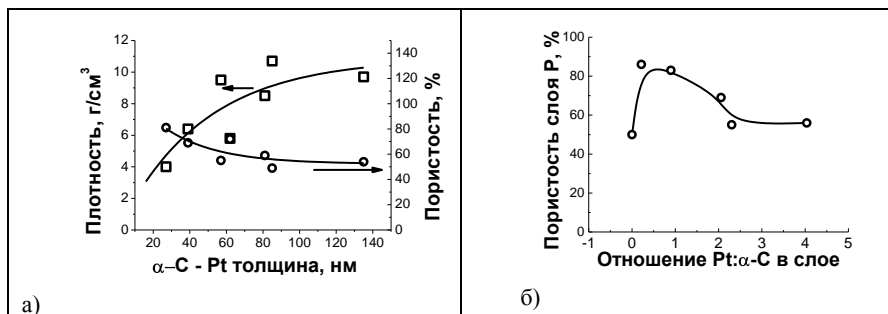 12
10
8
6
4
2
0
140
120
100
80
60
40
20
0
20 40 60 80 100 120 140
Плотность, г/см³
Пористость, %
α–C - Pt толщина, нм
а)
100
80
60
40
20
0
-1 0 1 2 3 4 5
Пористость слоя P, %
Отношение Pt:α-C в слое
б)